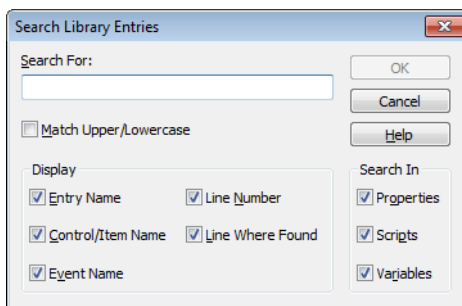 Search Library Entries
Search For:
OK
Cancel
Match Upper/Lowercase
Help
Display
Search In
Entry Name
Line Number
Properties
Control/Item Name
Line Where Found
Scripts
Event Name
Variables